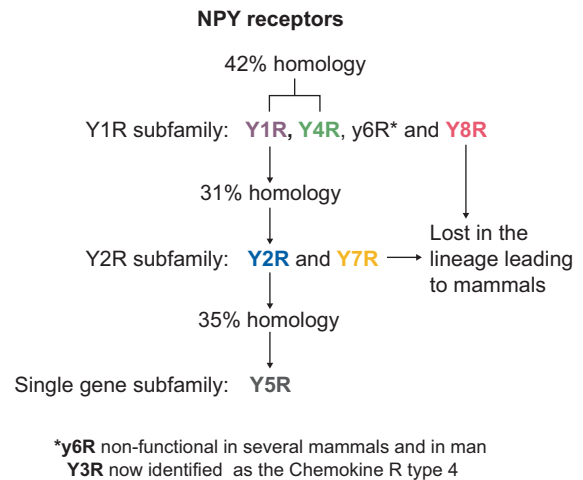 NPY receptors
42% homology
Y1R subfamily: Y1R, Y4R, y6R* and Y8R
31% homology
Y2R subfamily: Y2R and Y7R
Lost in the
lineage leading
to mammals
35% homology
Single gene subfamily: Y5R
*y6R non-functional in several mammals and in man
Y3R now identified as the Chemokine R type 4